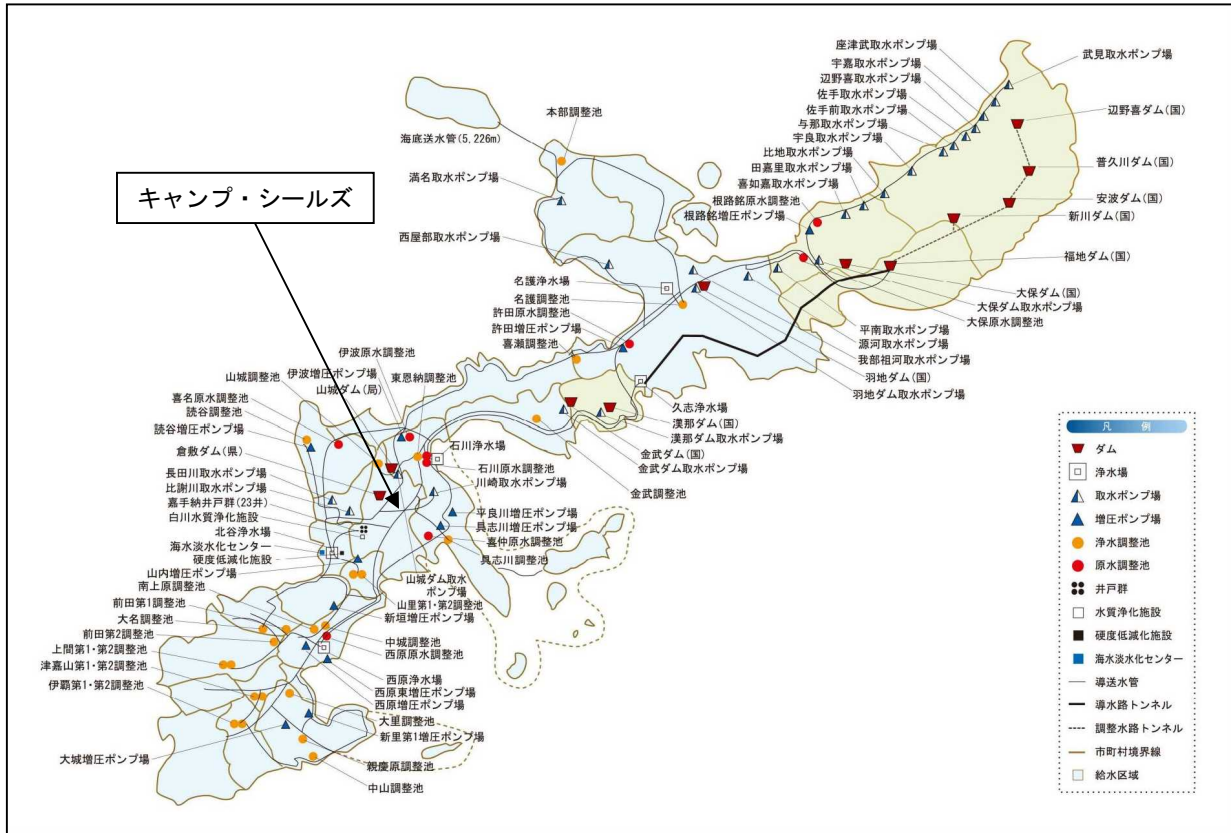 座津武取水ポンプ場
武見取水ポンプ場
宇嘉取水ポンプ場
辺野喜取水ポンプ場
佐手取水ポンプ場
辺野喜ダム(国)
佐手前取水ポンプ場
与那取水ポンプ場
宇良取水ポンプ場
本部調整池
海底送水管(5,226m)
比地取水ポンプ場
普久川ダム(国)
田嘉里取水ポンプ場
満名取水ポンプ場
喜如嘉取水ポンプ場
安波ダム(国)
キャンプ・シールズ
根路銘原水調整池
新川ダム(国)
根路銘増圧ポンプ場
西屋部取水ポンプ場
福地ダム(国)
大保ダム(国)
名護浄水場
大保ダム取水ポンプ場
名護調整池
大保原水調整池
許田原水調整池
平南取水ポンプ場
許田増圧ポンプ場
源河取水ポンプ場
喜瀬調整池
我部祖河取水ポンプ場
伊波原水調整池
羽地ダム(国)
伊波増圧ポンプ場
東恩納調整池
羽地ダム取水ポンプ場
山城調整池
山城ダム(局)
久志浄水場
喜名原水調整池
漢那ダム(国)
読谷調整池
漢那ダム取水ポンプ場
読谷増圧ポンプ場
石川浄水場
金武ダム(国)
倉敷ダム(県)
石川原水調整池
金武ダム取水ポンプ場
長田川取水ポンプ場
川崎取水ポンプ場
金武調整池
比謝川取水ポンプ場
嘉手納井戸群(23井)
平良川増圧ポンプ場
白川水質浄化施設
具志川増圧ポンプ場
北谷浄水場
喜仲原水調整池
海水淡水化センター
具志川調整池
硬度低減化施設
山内増圧ポンプ場
山城ダム取水
ポンプ場
南上原調整池
山里第1・第2調整池
前田第1調整池
新垣増圧ポンプ場
大名調整池
中城調整池
前田第2調整池
西原原水調整池
上間第1・第2調整池
西原浄水場
津嘉山第1・第2調整池
西原東増圧ポンプ場
伊覇第1・第2調整池
西原増圧ポンプ場
大里調整池
新里第1増圧ポンプ場
大城増圧ポンプ場
親慶原調整池
中山調整池
凡 例
ダム
浄水場
取水ポンプ場
増圧ポンプ場
浄水調整池
原水調整池
井戸群
水質浄化施設
硬度低減化施設
海水淡水化センター
導送水管
導水路トンネル
調整水路トンネル
市町村境界線
給水区域